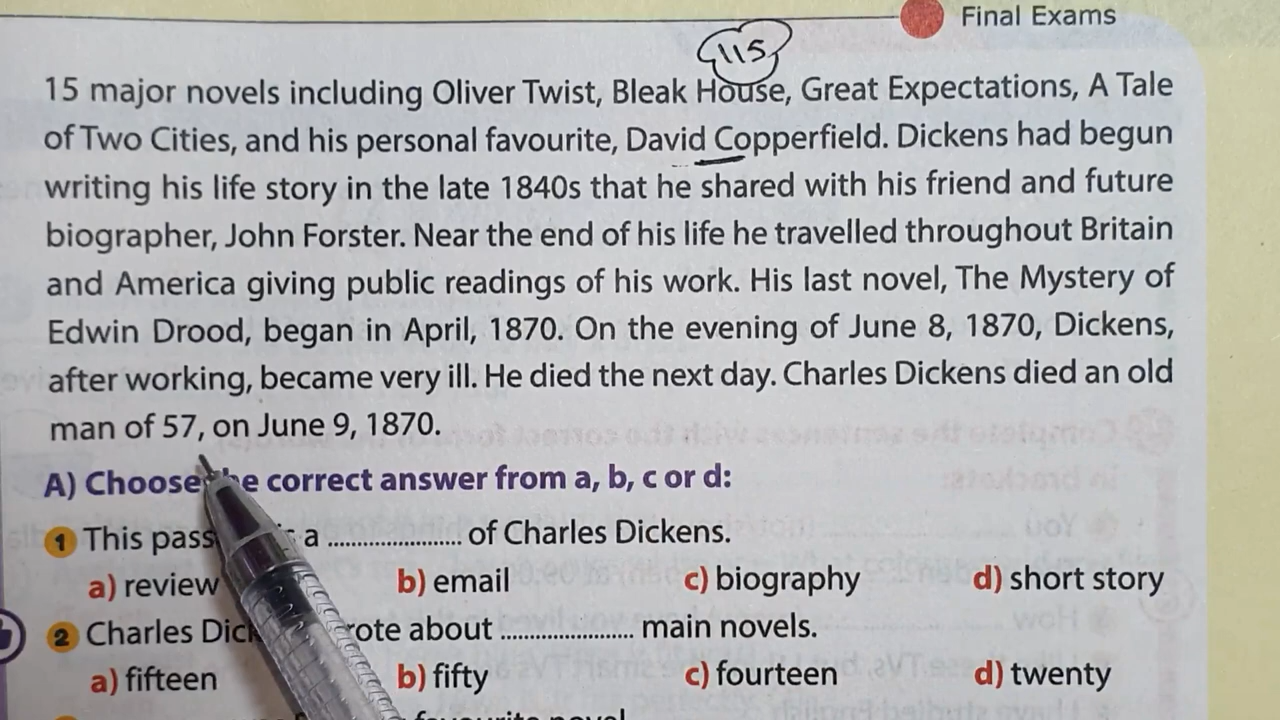 Final Exams
115
15 major novels including Oliver Twist, Bleak House, Great Expectations, A Tale
of Two Cities, and his personal favourite, David Copperfield. Dickens had begun
writing his life story in the late 1840s that he shared with his friend and future
biographer, John Forster. Near the end of his life he travelled throughout Britain
and America giving public readings of his work. His last novel, The Mystery of
Edwin Drood, began in April, 1870. On the evening of June 8, 1870, Dickens,
after working, became very ill. He died the next day. Charles Dickens died an old
man of 57, on June 9, 1870.
A) Choose he correct answer from a, b, c or d:
1 This pass a .................... of Charles Dickens.
a) review b) email c) biography d) short story
2 Charles Dick rote about .................... main novels.
a) fifteen b) fifty c) fourteen d) twenty
favourite novel